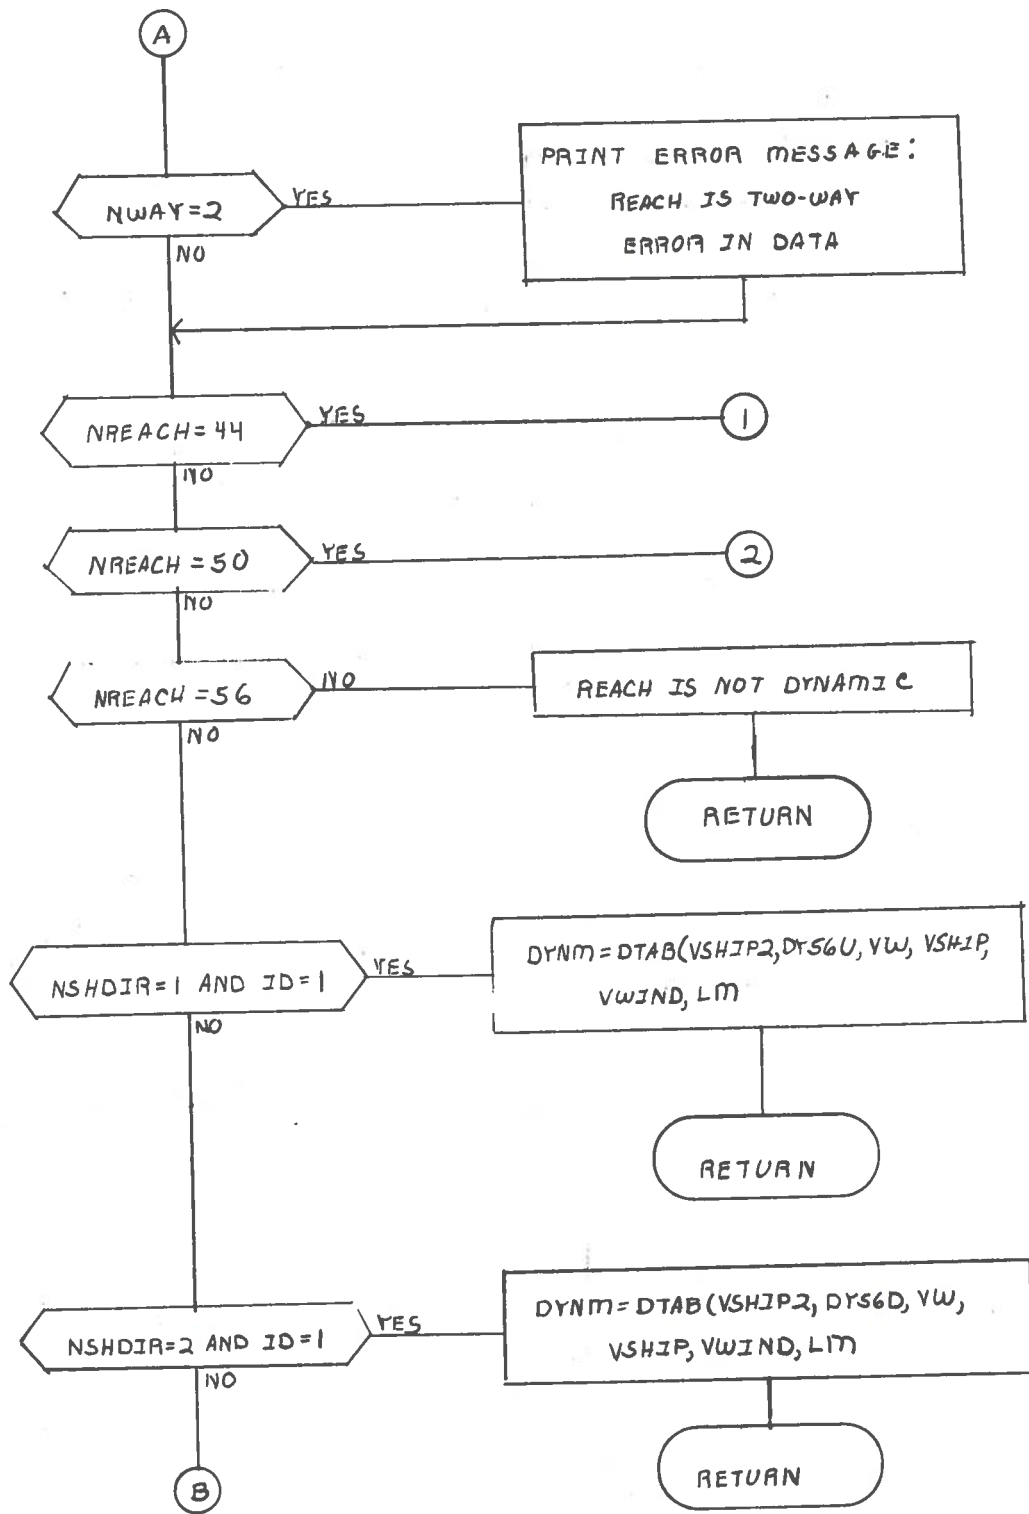 A
PRINT ERROR MESSAGE:
REACH IS TWO-WAY
ERROR IN DATA
NWAY=2
YES
NO
NREACH=44
YES
1
NO
NREACH=50
YES
2
NO
NREACH=56
NO
REACH IS NOT DYNAMIC
NO
RETURN
DYNM=DTAB(VSHIP2,DY56U, VW, VSHIP,
VWIND, LM
NSHDIR=1 AND ID=1
YES
NO
RETURN
DYNM=DTAB(VSHIP2, DY56D, VW,
VSHIP, VWIND, LM
NSHDIR=2 AND ID=1
YES
NO
RETURN
B